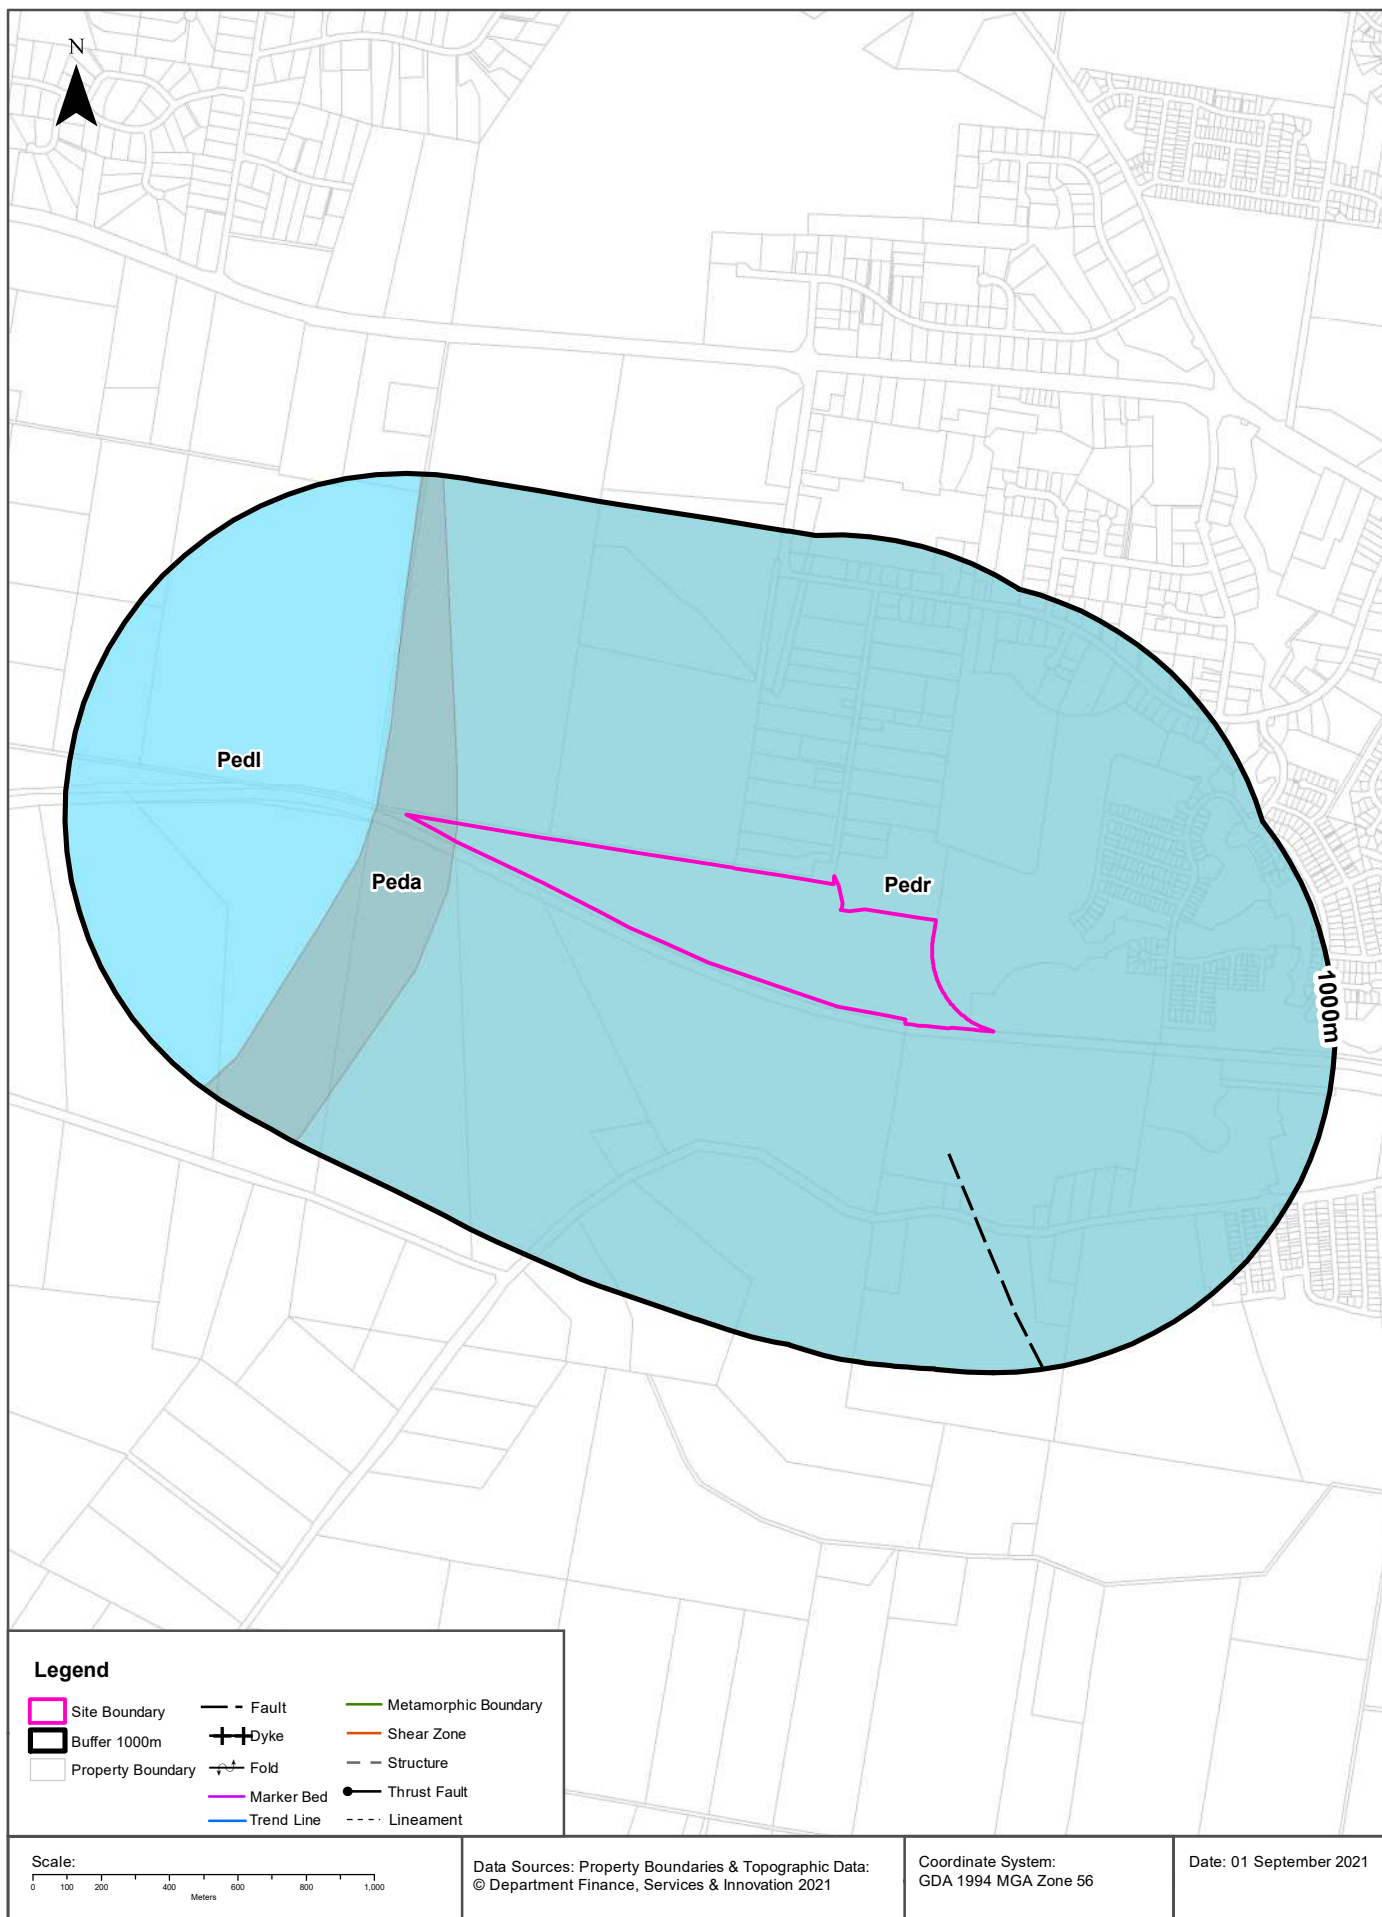 N
Pedl
Peda
Pedr
1000m
Legend
Site Boundary
Buffer 1000m
Property Boundary
Fault
Dyke
Fold
Marker Bed
Trend Line
Metamorphic Boundary
Shear Zone
Structure
Thrust Fault
Lineament
Scale:
0 100 200 400 600 800 1,000
Meters
Data Sources: Property Boundaries & Topographic Data:
© Department Finance, Services & Innovation 2021
Coordinate System:
GDA 1994 MGA Zone 56
Date: 01 September 2021